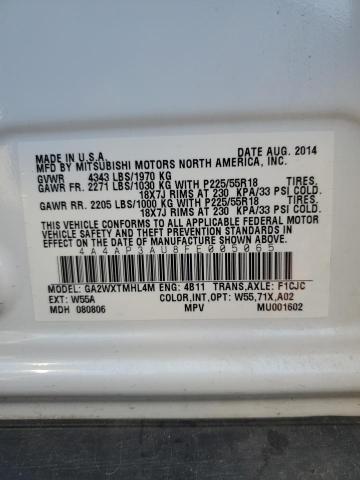 MADE IN U.S.A. DATE AUG. 2014
MFD BY MITSUBISHI MOTORS NORTH AMERICA, INC.
GVWR 4343 LBS/1970 KG
GAWR FR. 2271 LBS/1030 KG WITH P225/55R18 TIRES.
18X7J RIMS AT 230 KPA/33 PSI COLD.
GAWR RR. 2205 LBS/1000 KG WITH P225/55R18 TIRES.
18X7J RIMS AT 230 KPA/33 PSI COLD.
THIS VEHICLE CONFORMS TO ALL APPLICABLE FEDERAL MOTOR
VEHICLE SAFETY, BUMPER, AND THEFT PREVENTION STANDARDS
IN EFFECT ON THE DATE OF MANUFACTURE SHOWN ABOVE.
4A4AP3AU8FE005065
MODEL: GA2WXTMHL4M ENG: 4B11 TRANS,AXLE: F1CJC
EXT: W55A COLOR,INT,OPT: W55,71X,A02
MDH 080806 MPV MU001602